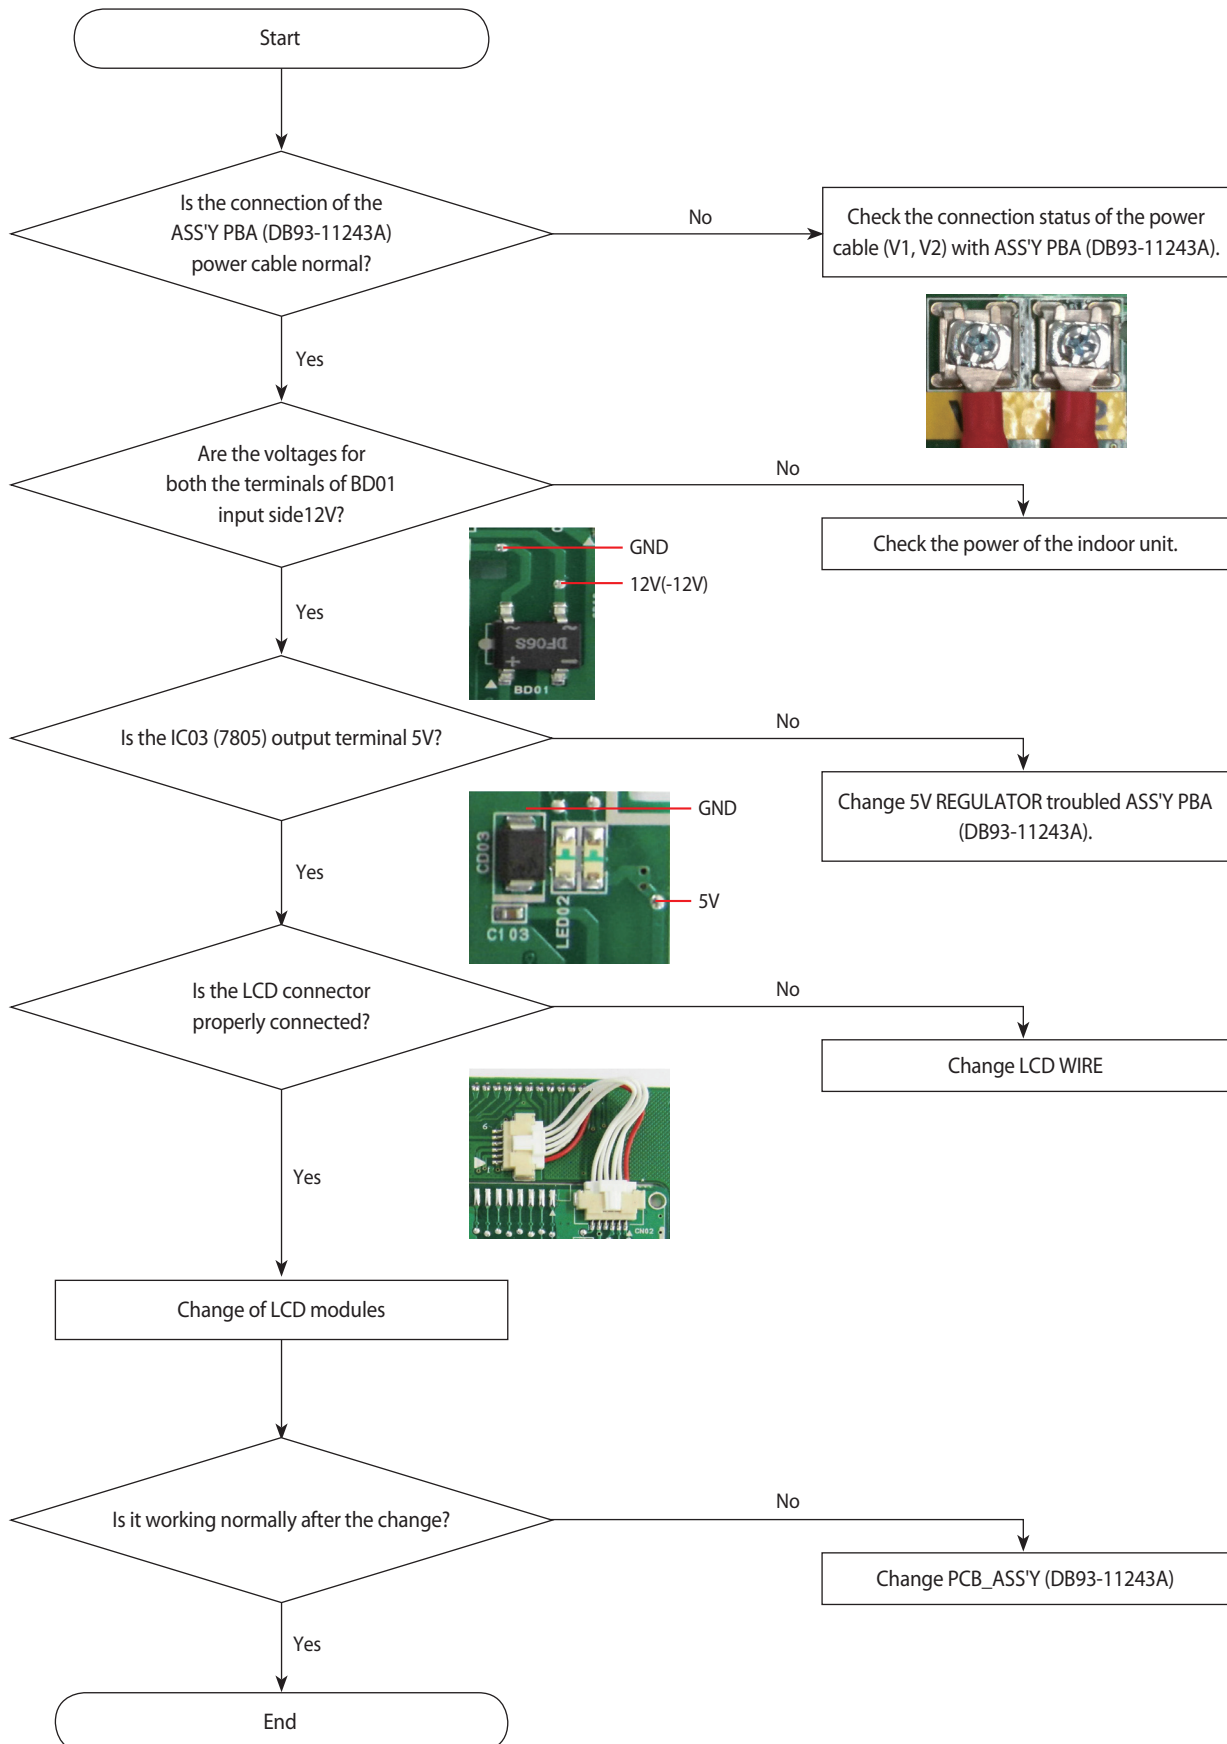 Start
Is the connection of the
ASS'Y PBA (DB93-11243A)
power cable normal?
No
Check the connection status of the power
cable (V1, V2) with ASS'Y PBA (DB93-11243A).
Yes
Are the voltages for
both the terminals of BD01
input side12V?
No
Check the power of the indoor unit.
GND
12V(-12V)
DF06S
BD01
Yes
Is the IC03 (7805) output terminal 5V?
No
Change 5V REGULATOR troubled ASS'Y PBA
(DB93-11243A).
GND
CD03
LED02
5V
C103
Yes
Is the LCD connector
properly connected?
No
Change LCD WIRE
6
1
CN02
Yes
Change of LCD modules
Is it working normally after the change?
No
Change PCB_ASS'Y (DB93-11243A)
Yes
End